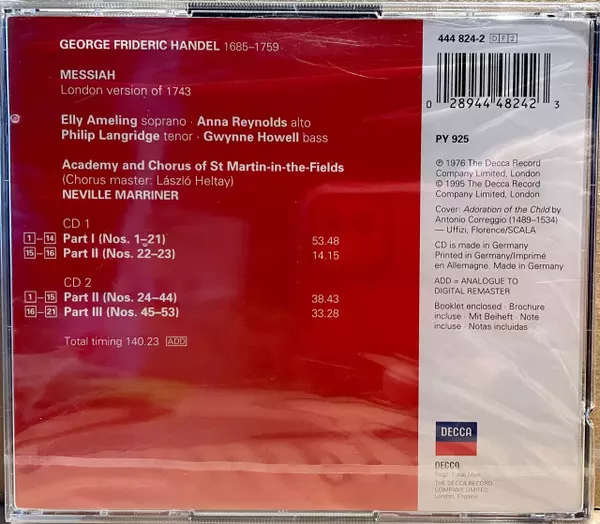 GEORGE FRIDERIC HANDEL 1685–1759
MESSIAH
London version of 1743
Elly Ameling soprano · Anna Reynolds alto
Philip Langridge tenor · Gwynne Howell bass
Academy and Chorus of St Martin-in-the-Fields
(Chorus master: László Heltay)
NEVILLE MARRINER
CD 1
1–14 Part I (Nos. 1–21) 53.48
15–16 Part II (Nos. 22–23) 14.15
CD 2
1–15 Part II (Nos. 24–44) 38.43
16–21 Part III (Nos. 45–53) 33.28
Total timing 140.23 ADD
444 824-2 DF2
0 28944 48242 3
PY 925
℗ 1976 The Decca Record
Company Limited, London
© 1995 The Decca Record
Company Limited, London
Cover: Adoration of the Child by
Antonio Correggio (1489–1534)
— Uffizi, Florence/SCALA
CD is made in Germany
Printed in Germany/Imprimé
en Allemagne. Made in Germany
ADD = ANALOGUE TO
DIGITAL REMASTER
Booklet enclosed · Brochure
incluse · Mit Beiheft · Note
incluse · Notas incluidas
DECCA
DECCA
THE DECCA RECORD
COMPANY LIMITED
London, England